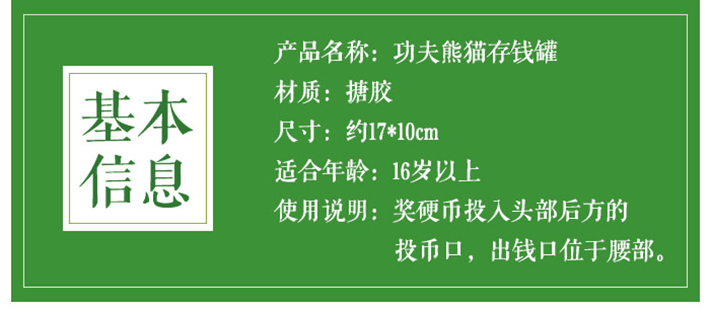 基本
信息
产品名称：功夫熊猫存钱罐
材质：搪胶
尺寸：约17*10cm
适合年龄：16岁以上
使用说明：奖硬币投入头部后方的
投币口，出钱口位于腰部。